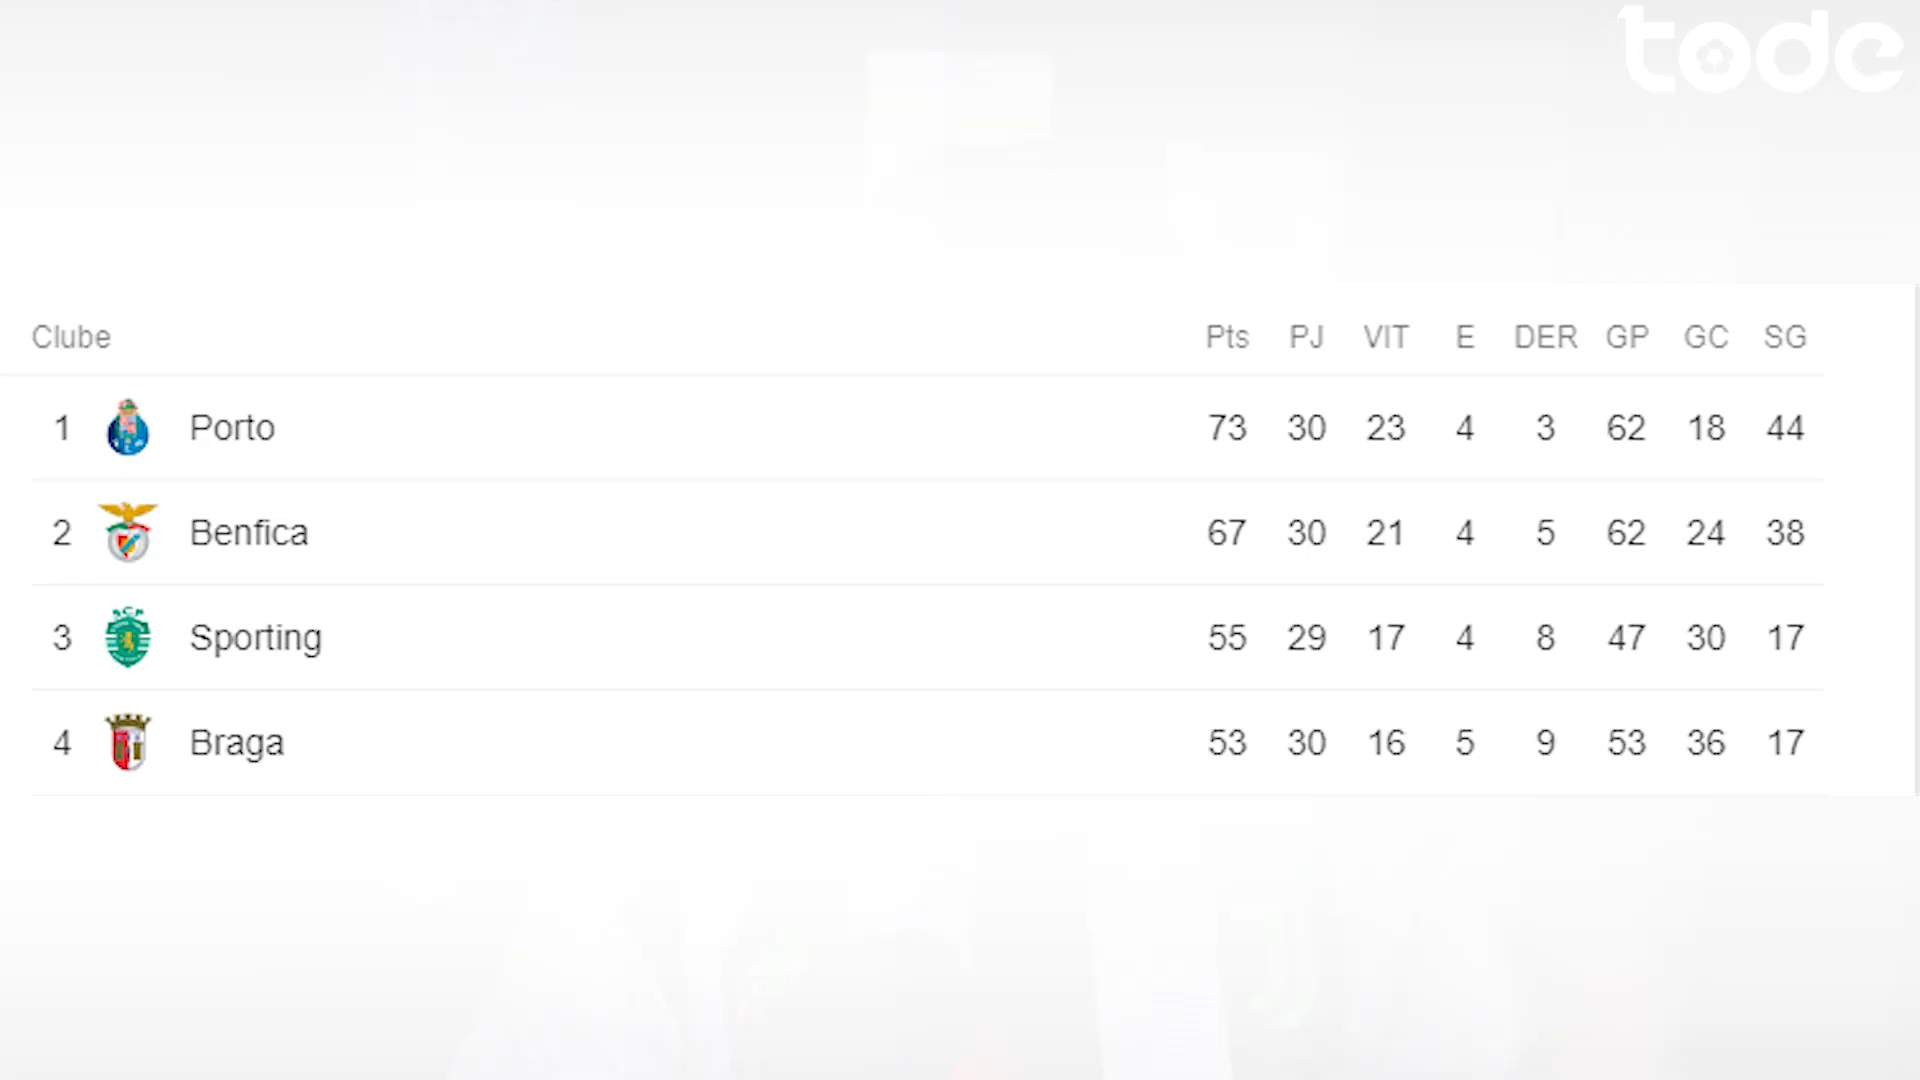 tode
Clube Pts PJ VIT E DER GP GC SG
1 Porto 73 30 23 4 3 62 18 44
2 Benfica 67 30 21 4 5 62 24 38
3 Sporting 55 29 17 4 8 47 30 17
4 Braga 53 30 16 5 9 53 36 17